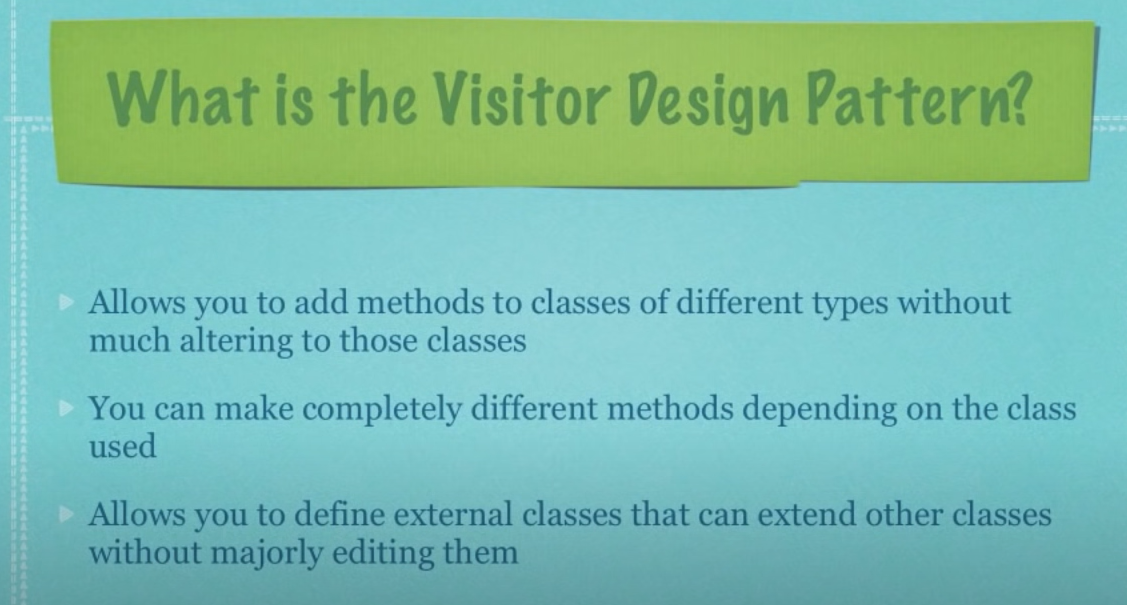 What is the Visitor Design Pattern?
Allows you to add methods to classes of different types without
much altering to those classes
You can make completely different methods depending on the class
used
Allows you to define external classes that can extend other classes
without majorly editing them